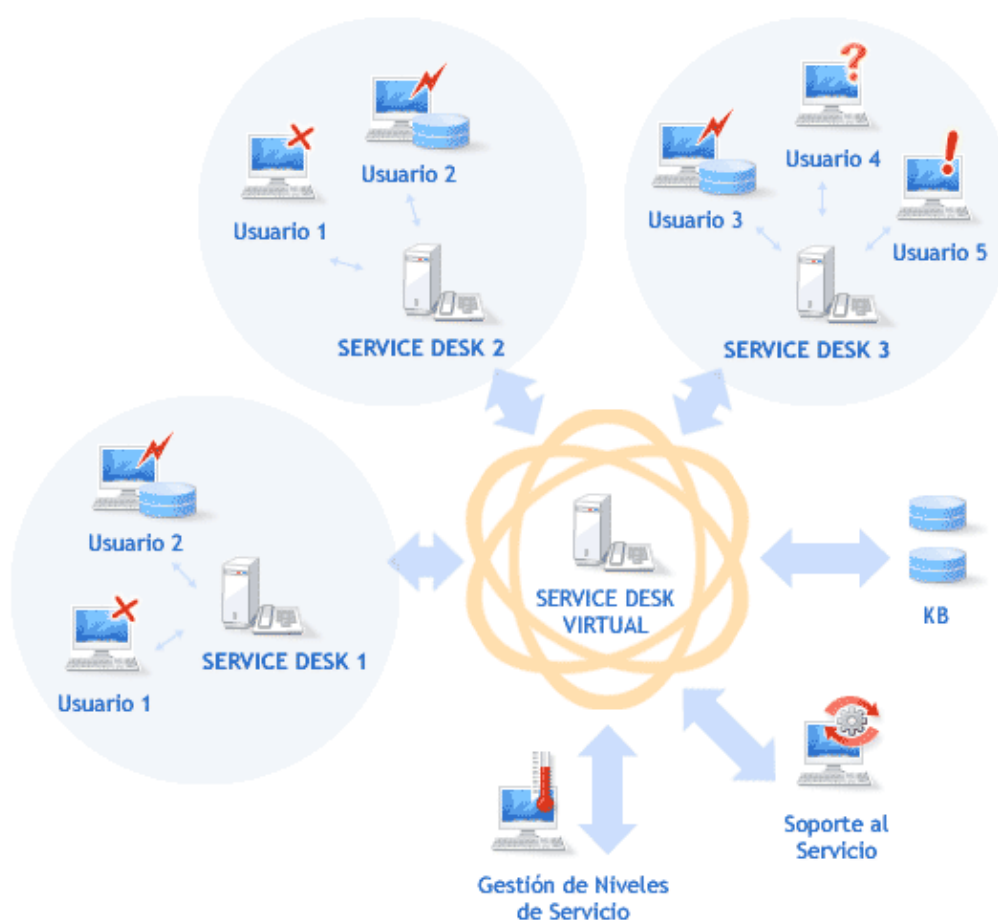 Usuario 4
Usuario 2
Usuario 3
Usuario 1
Usuario 5
SERVICE DESK 2
SERVICE DESK 3
Usuario 2
SERVICE DESK
VIRTUAL
KB
SERVICE DESK 1
Usuario 1
Soporte al
Servicio
Gestión de Niveles
de Servicio